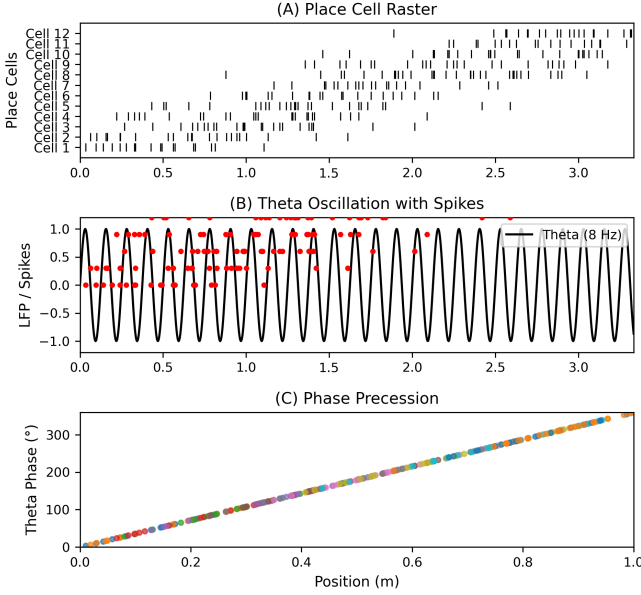 (A) Place Cell Raster
Place Cells
Cell 12
Cell 11
Cell 10
Cell 9
Cell 8
Cell 7
Cell 6
Cell 5
Cell 4
Cell 3
Cell 2
Cell 1
0.0 0.5 1.0 1.5 2.0 2.5 3.0
(B) Theta Oscillation with Spikes
LFP / Spikes
1.0
0.5
0.0
−0.5
−1.0
Theta (8 Hz)
0.0 0.5 1.0 1.5 2.0 2.5 3.0
(C) Phase Precession
Theta Phase (°)
300
200
100
0
0.0 0.2 0.4 0.6 0.8 1.0
Position (m)